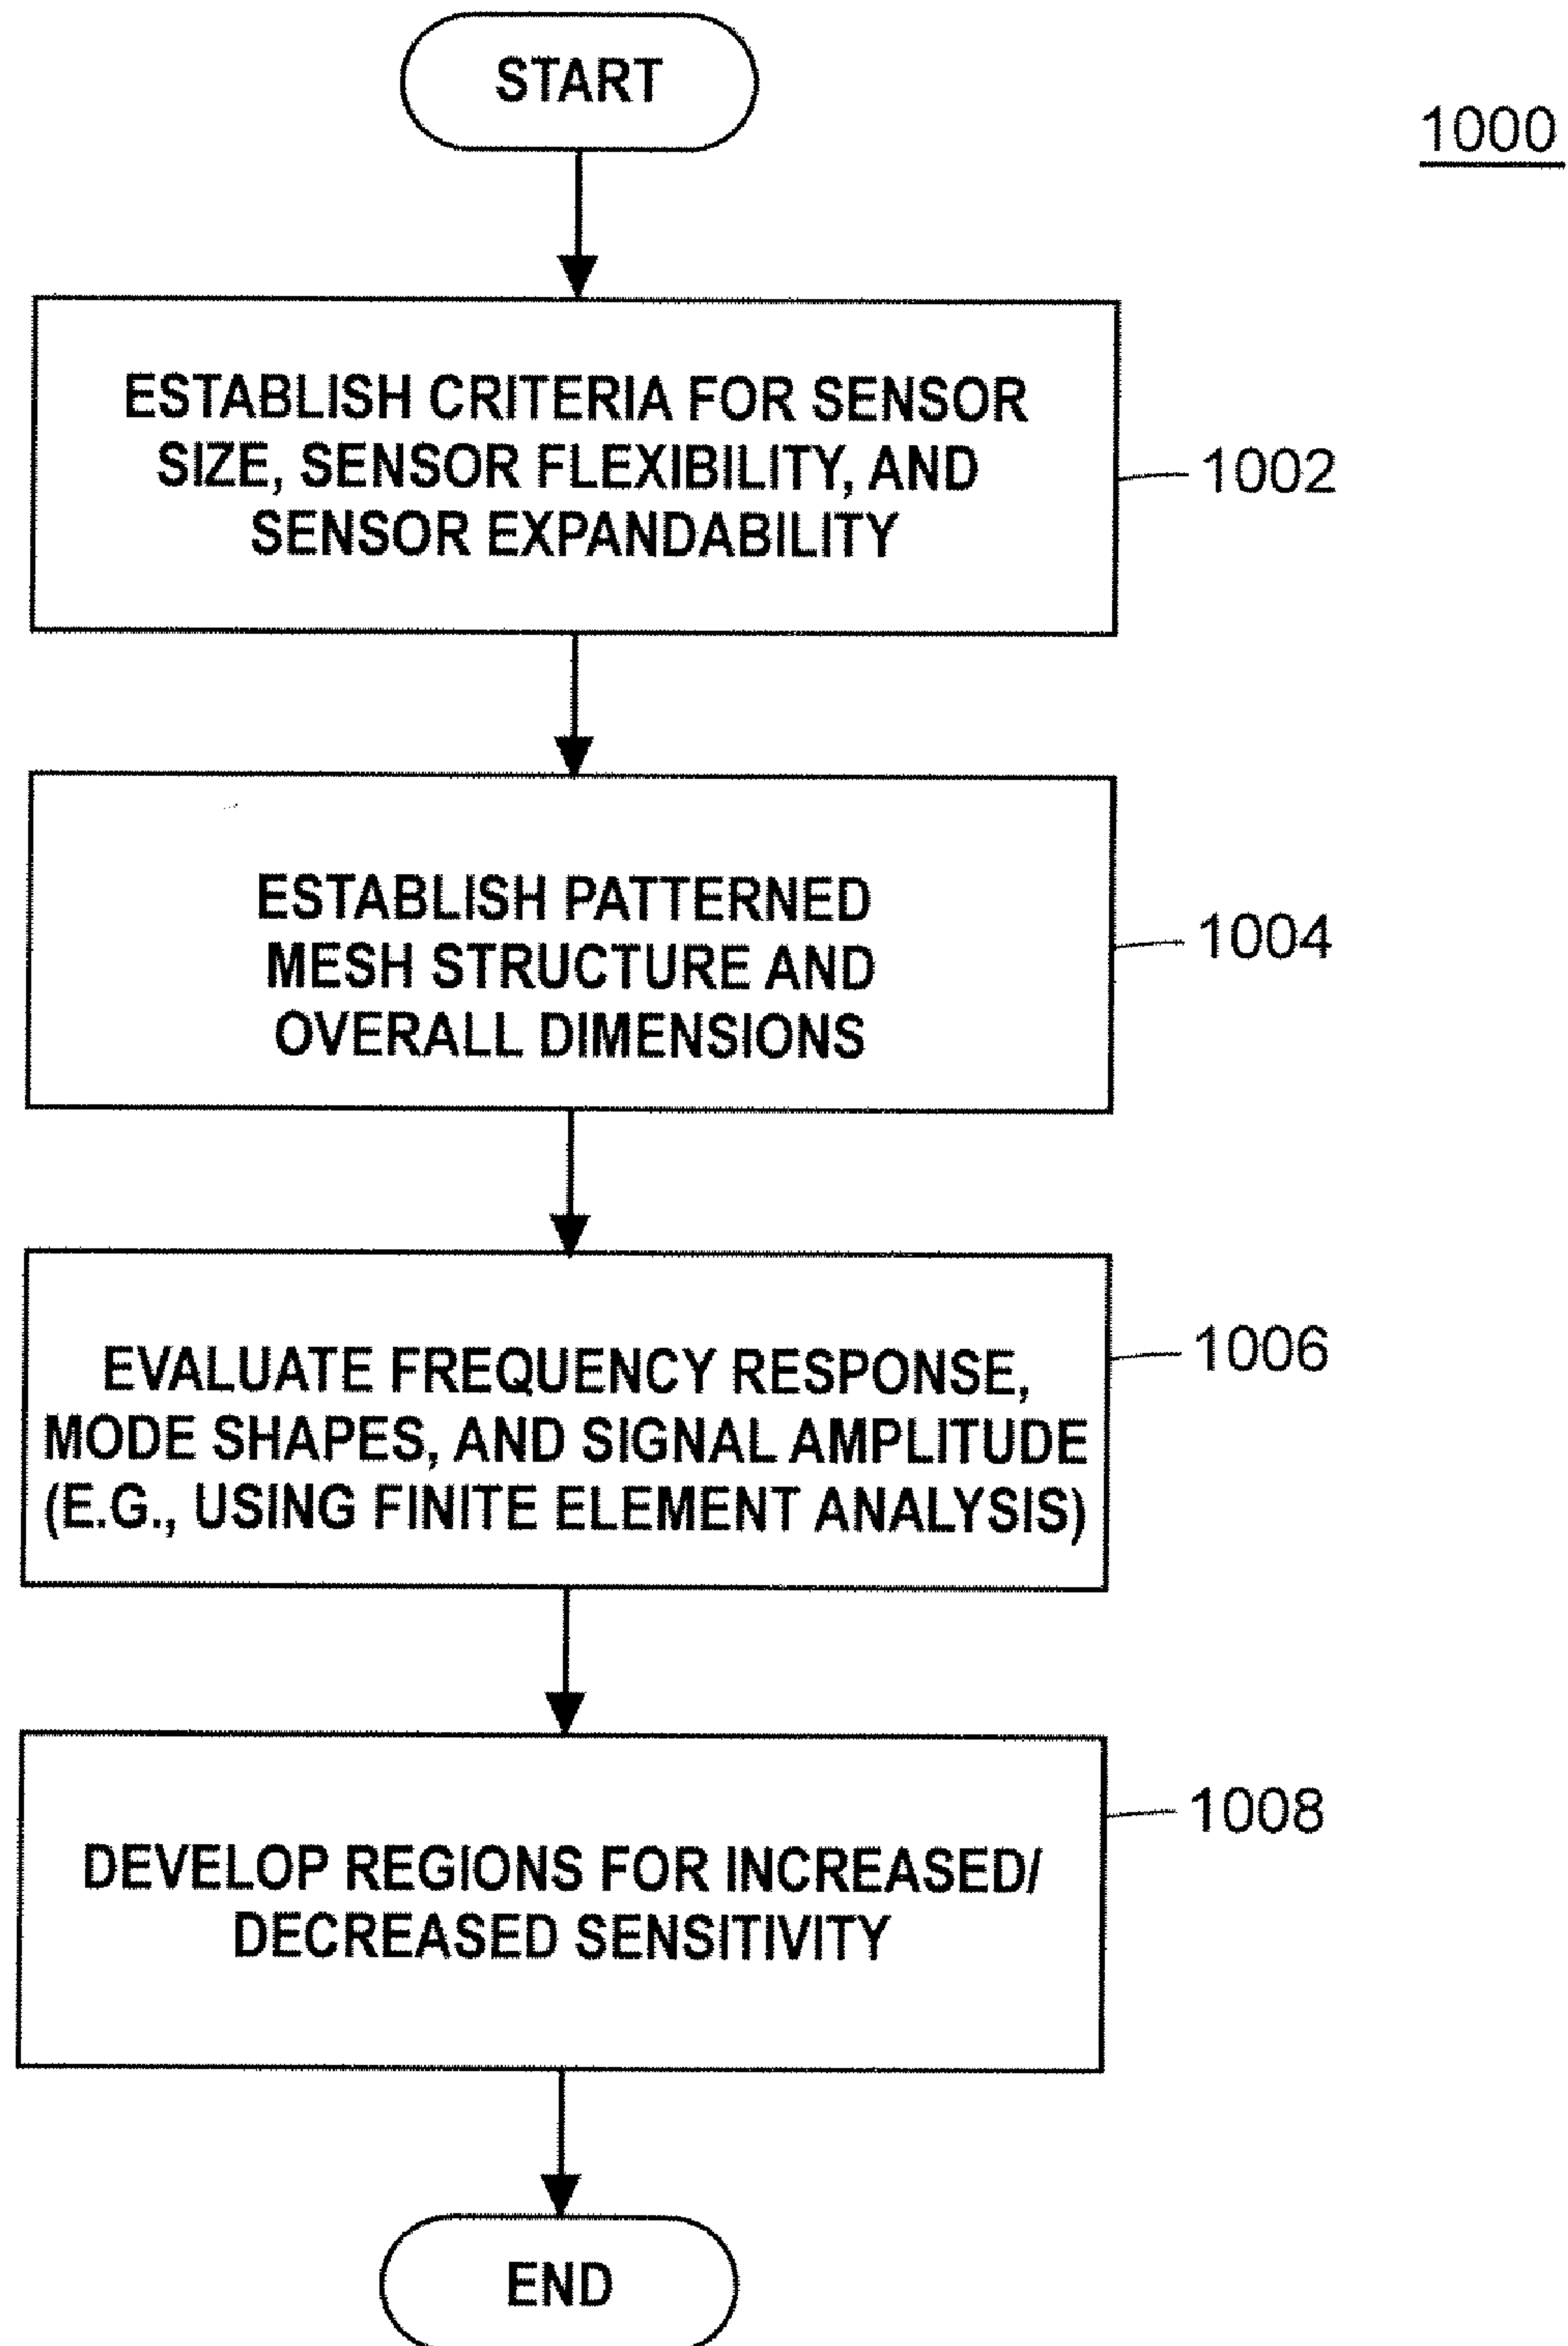 START
1000
ESTABLISH CRITERIA FOR SENSOR
SIZE, SENSOR FLEXIBILITY, AND
SENSOR EXPANDABILITY
1002
ESTABLISH PATTERNED
MESH STRUCTURE AND
OVERALL DIMENSIONS
1004
EVALUATE FREQUENCY RESPONSE,
MODE SHAPES, AND SIGNAL AMPLITUDE
(E.G., USING FINITE ELEMENT ANALYSIS)
1006
DEVELOP REGIONS FOR INCREASED/
DECREASED SENSITIVITY
1008
END